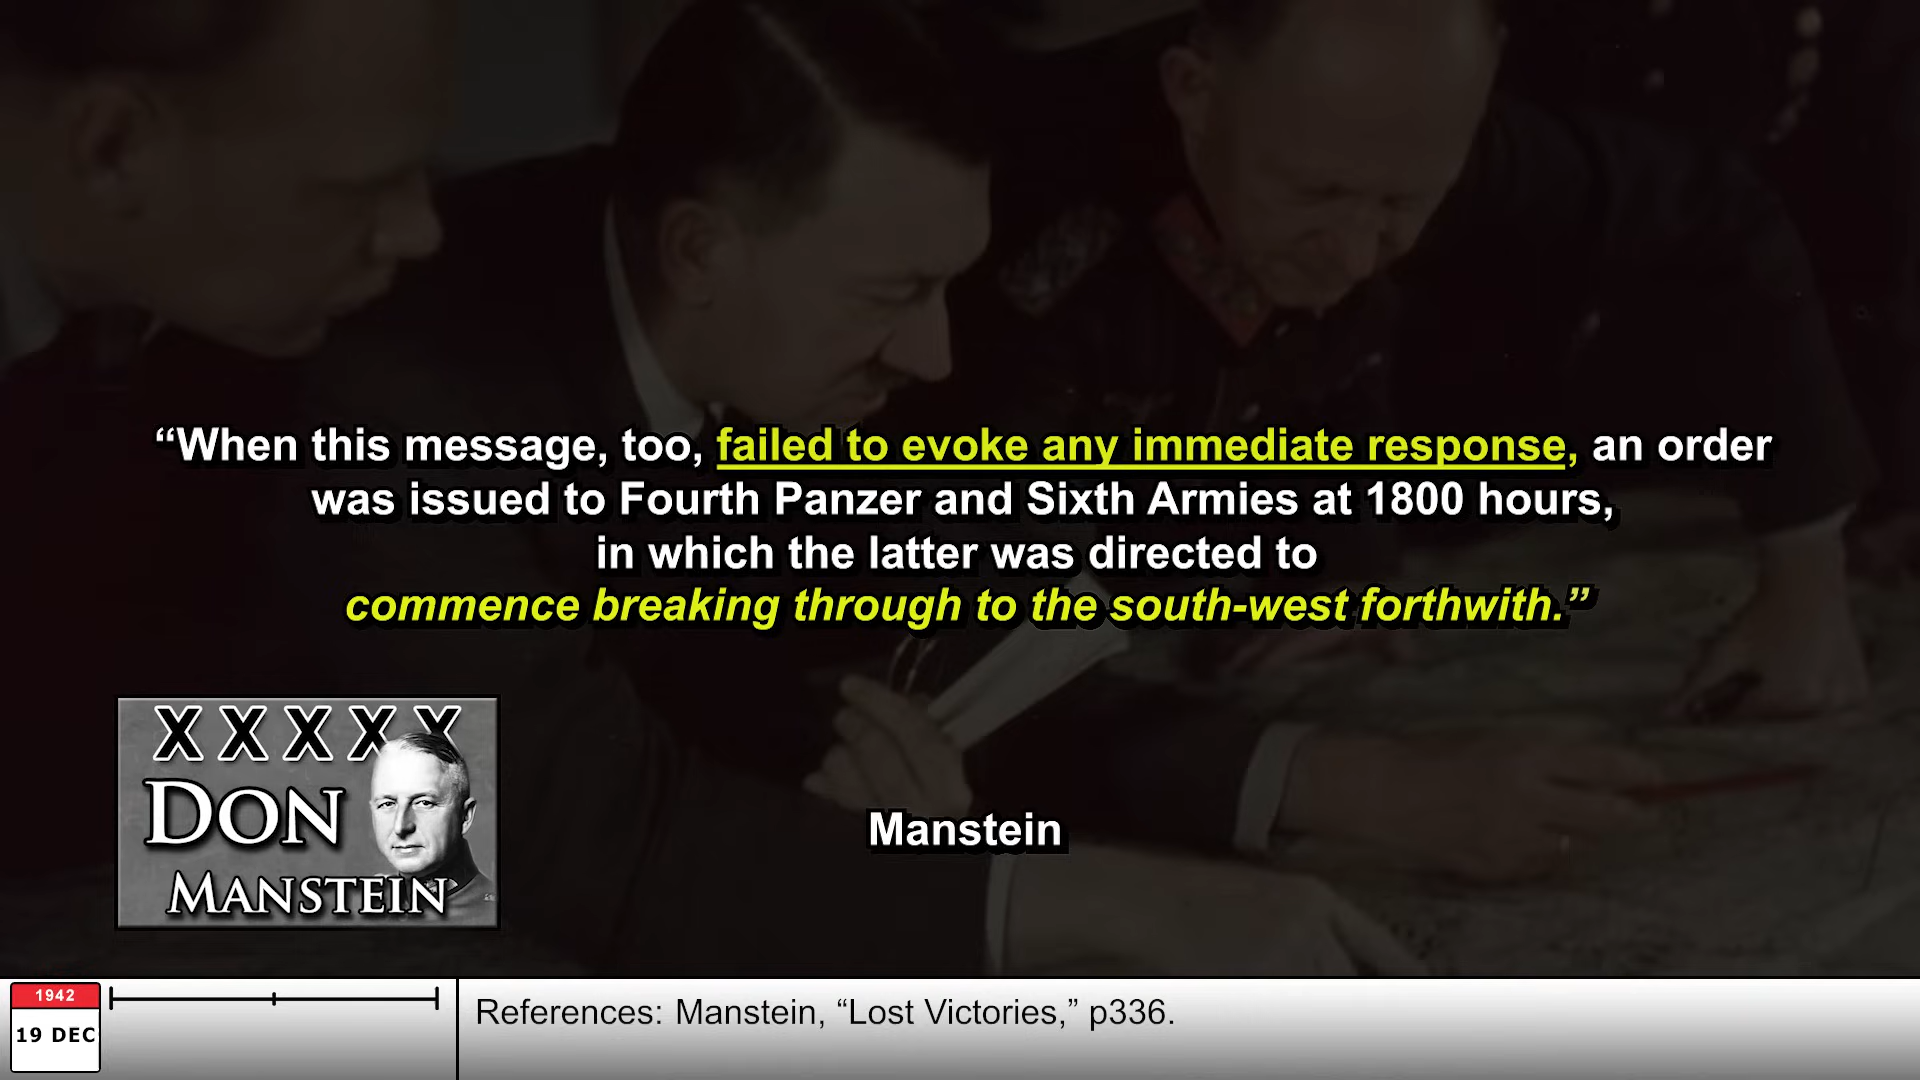 “When this message, too, failed to evoke any immediate response, an order
was issued to Fourth Panzer and Sixth Armies at 1800 hours,
in which the latter was directed to
commence breaking through to the south-west forthwith.”
XXXXX
DON
MANSTEIN
Manstein
1942
19 DEC
References: Manstein, “Lost Victories,” p336.